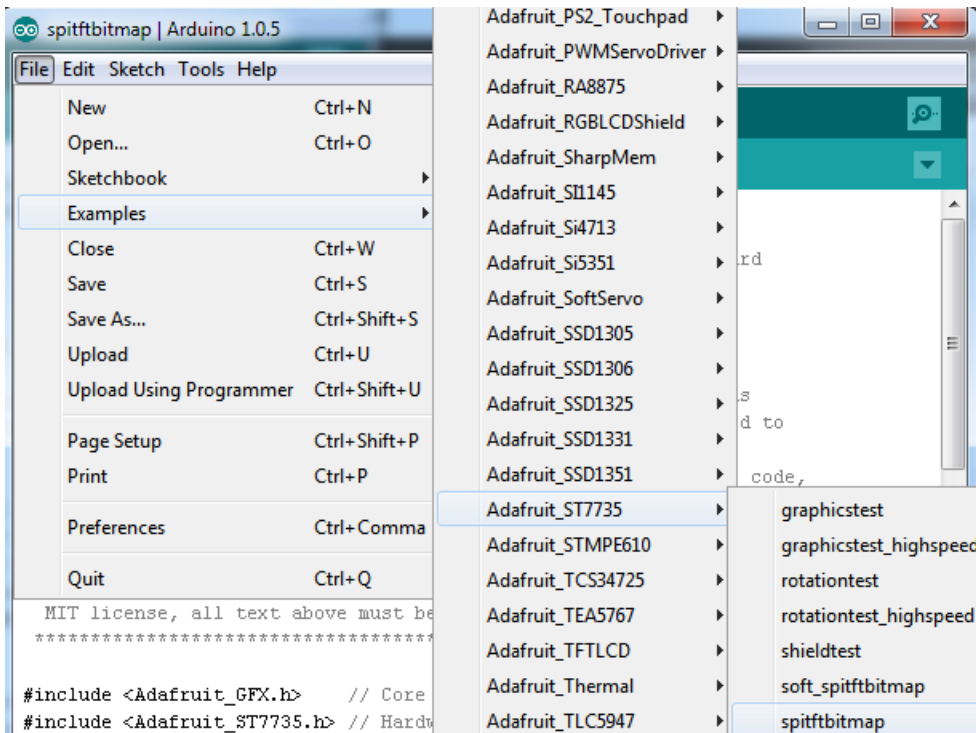 spitftbitmap | Arduino 1.0.5
File Edit Sketch Tools Help
New Ctrl+N
Open... Ctrl+O
Sketchbook
Examples
Close Ctrl+W
Save Ctrl+S
Save As... Ctrl+Shift+S
Upload Ctrl+U
Upload Using Programmer Ctrl+Shift+U
Page Setup Ctrl+Shift+P
Print Ctrl+P
Preferences Ctrl+Comma
Quit Ctrl+Q
MIT license, all text above must be
**************************************
#include <Adafruit_GFX.h> // Core
#include <Adafruit_ST7735.h> // Hardw
Adafruit_PS2_Touchpad
Adafruit_PWMServoDriver
Adafruit_RA8875
Adafruit_RGBLCDShield
Adafruit_SharpMem
Adafruit_SI1145
Adafruit_Si4713
Adafruit_Si5351
Adafruit_SoftServo
Adafruit_SSD1305
Adafruit_SSD1306
Adafruit_SSD1325
Adafruit_SSD1331
Adafruit_SSD1351
Adafruit_ST7735
Adafruit_STMPE610
Adafruit_TCS34725
Adafruit_TEA5767
Adafruit_TFTLCD
Adafruit_Thermal
Adafruit_TLC5947
rd
s
d to
code,
graphicstest
graphicstest_highspeed
rotationtest
rotationtest_highspeed
shieldtest
soft_spitftbitmap
spitftbitmap